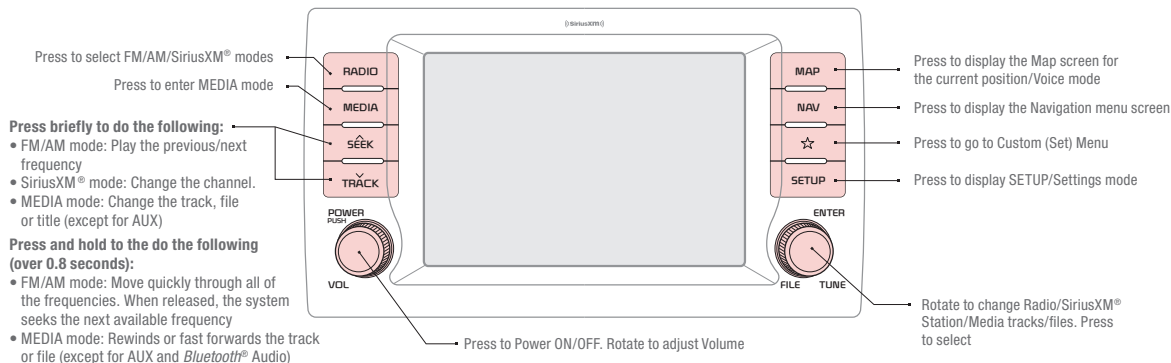 ((SiriusXM))
Press to select FM/AM/SiriusXM® modes
Press to enter MEDIA mode
Press briefly to do the following:
• FM/AM mode: Play the previous/next
frequency
• SiriusXM® mode: Change the channel.
• MEDIA mode: Change the track, file
or title (except for AUX)
Press and hold to the do the following
(over 0.8 seconds):
• FM/AM mode: Move quickly through all of
the frequencies. When released, the system
seeks the next available frequency
• MEDIA mode: Rewinds or fast forwards the track
or file (except for AUX and Bluetooth® Audio)
RADIO
MEDIA
SEEK
TRACK
POWER
PUSH
VOL
Press to Power ON/OFF. Rotate to adjust Volume
MAP
NAV
☆
SETUP
ENTER
FILE TUNE
Press to display the Map screen for
the current position/Voice mode
Press to display the Navigation menu screen
Press to go to Custom (Set) Menu
Press to display SETUP/Settings mode
Rotate to change Radio/SiriusXM®
Station/Media tracks/files. Press
to select